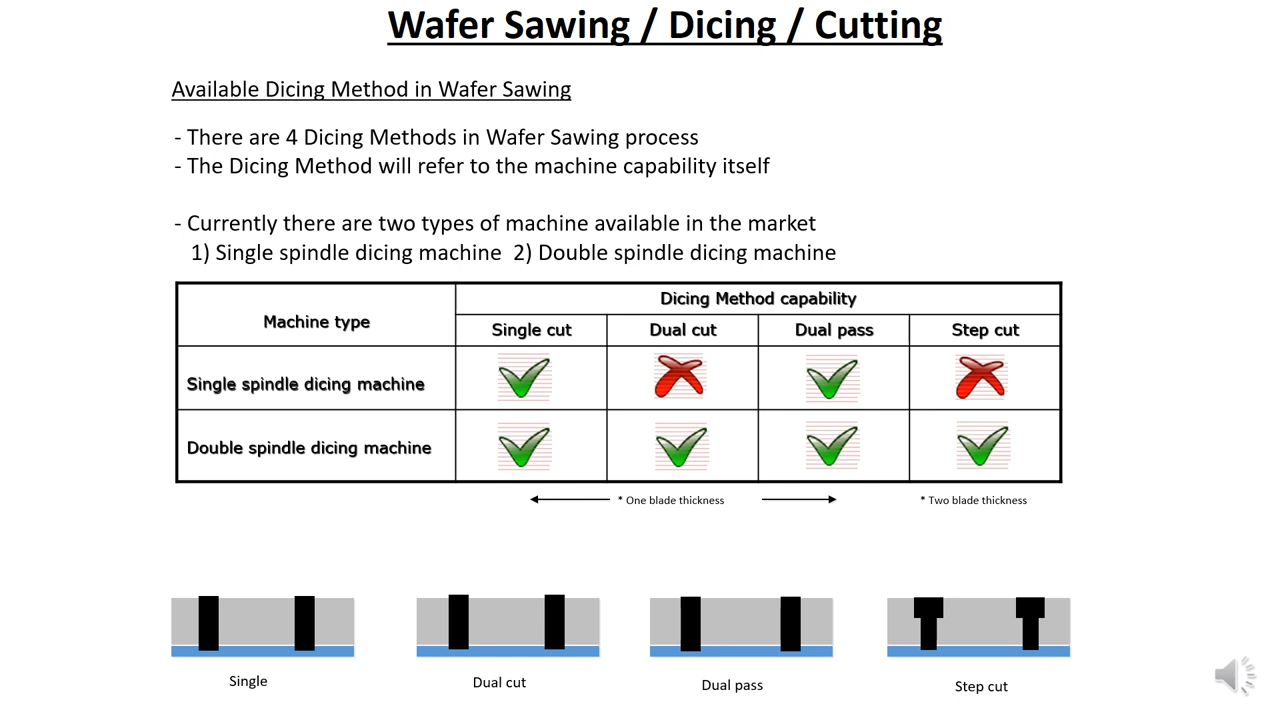 Wafer Sawing / Dicing / Cutting
Available Dicing Method in Wafer Sawing
- There are 4 Dicing Methods in Wafer Sawing process
- The Dicing Method will refer to the machine capability itself
- Currently there are two types of machine available in the market
1) Single spindle dicing machine 2) Double spindle dicing machine
Machine type
Dicing Method capability
Single cut
Dual cut
Dual pass
Step cut
Single spindle dicing machine
Double spindle dicing machine
* One blade thickness
* Two blade thickness
Single
Dual cut
Dual pass
Step cut